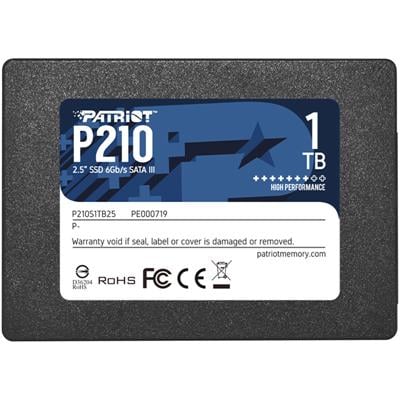 PATRIOT
P210
2.5" SSD 6Gb/s SATA III
1
TB
HIGH PERFORMANCE
P210S1TB25 PE000719
P-
Warranty void if seal, label or cover is damaged or removed.
patriotmemory.com
D36204
RoHS
RoHS
FC CE